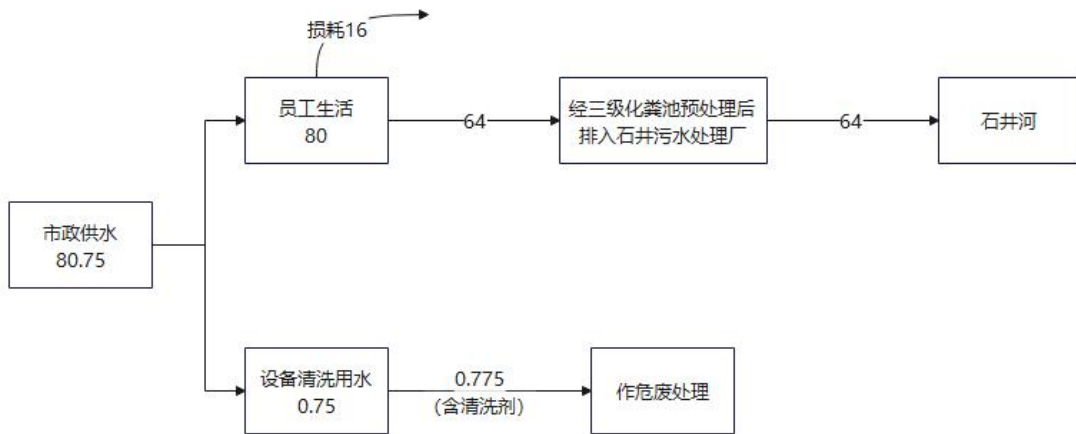 损耗16
员工生活
80
64
经三级化粪池预处理后
排入石井污水处理厂
64
石井河
市政供水
80.75
设备清洗用水
0.75
0.775
(含清洗剂)
作危废处理